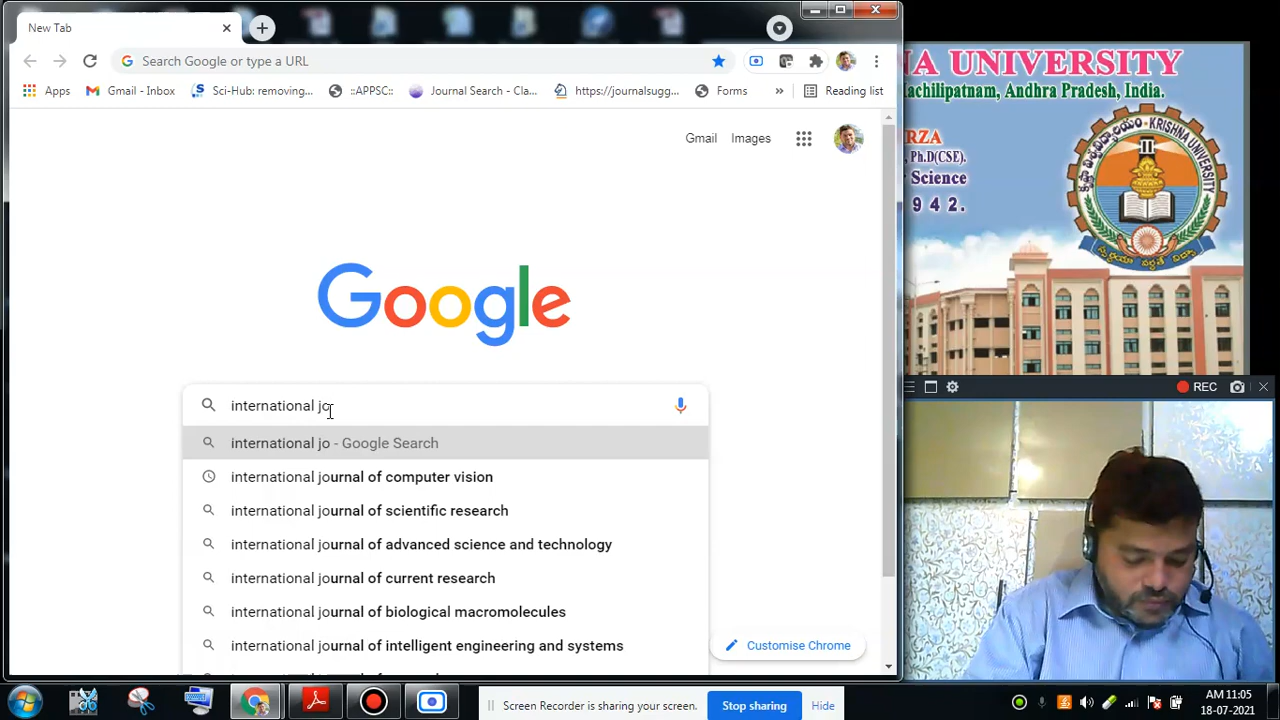 New Tab
Search Google or type a URL
Apps
Gmail - Inbox
Sci-Hub: removing...
::APPSC::
Journal Search - Cla...
https://journalsugg...
Forms
»
Reading list
Gmail
Images
Google
international jo
international jo - Google Search
international journal of computer vision
international journal of scientific research
international journal of advanced science and technology
international journal of current research
international journal of biological macromolecules
international journal of intelligent engineering and systems
Customise Chrome
NA UNIVERSITY
achilipatnam, Andhra Pradesh, India.
RZA
, Ph.D(CSE).
r Science
9 4 2.
KRISHNA UNIVERSITY
REC
Screen Recorder is sharing your screen.
Stop sharing
Hide
AM 11:05
18-07-2021